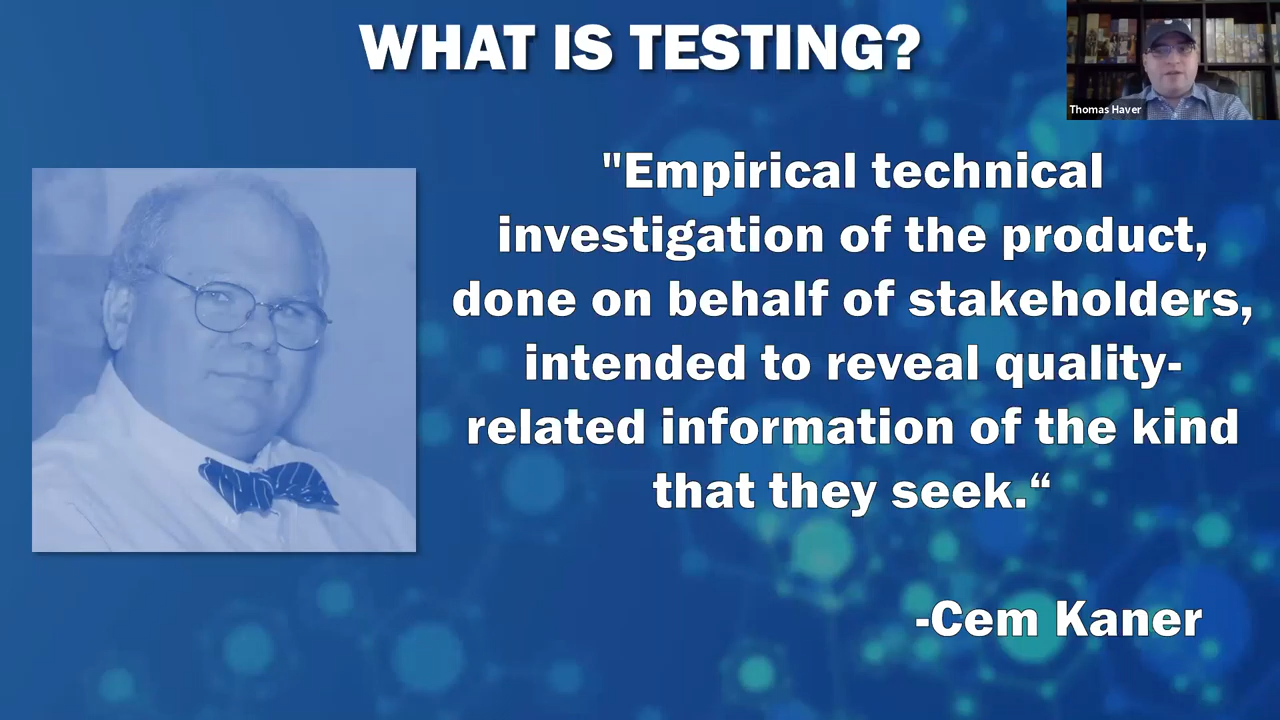 WHAT IS TESTING?
Thomas Haver
"Empirical technical
investigation of the product,
done on behalf of stakeholders,
intended to reveal quality-
related information of the kind
that they seek.“
-Cem Kaner